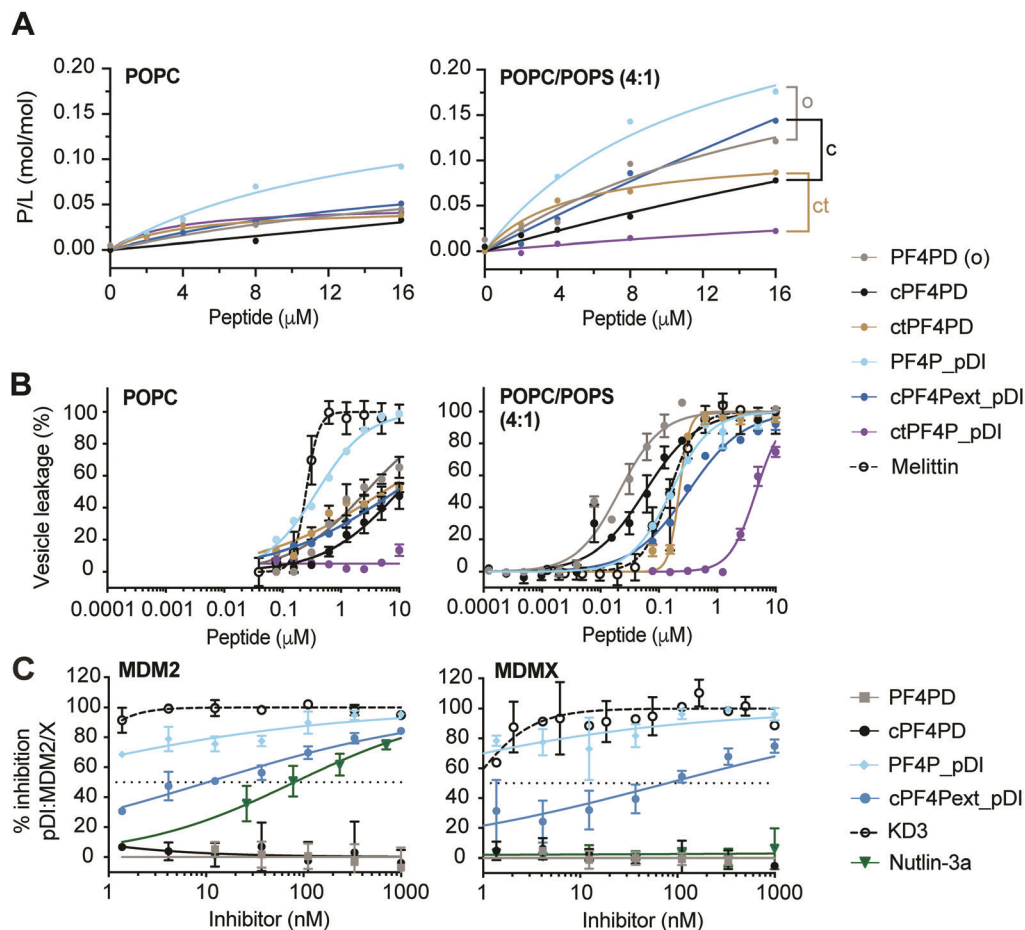 A
POPC
POPC/POPS (4:1)
P/L (mol/mol)
0.20
0.15
0.10
0.05
0.00
0 4 8 12 16
Peptide (μM)
0.20
0.15
0.10
0.05
0.00
0 4 8 12 16
Peptide (μM)
o
c
ct
PF4PD (o)
cPF4PD
ctPF4PD
PF4P_pDI
cPF4Pext_pDI
ctPF4P_pDI
Melittin
B
POPC
POPC/POPS
(4:1)
Vesicle leakage (%)
100
80
60
40
20
0
0.0001 0.001 0.01 0.1 1 10
Peptide (μM)
100
80
60
40
20
0
0.0001 0.001 0.01 0.1 1 10
Peptide (μM)
C
MDM2
MDMX
% inhibition
pDI:MDM2/X
120
100
80
60
40
20
0
1 10 100 1000
Inhibitor (nM)
120
100
80
60
40
20
0
1 10 100 1000
Inhibitor (nM)
PF4PD
cPF4PD
PF4P_pDI
cPF4Pext_pDI
KD3
Nutlin-3a